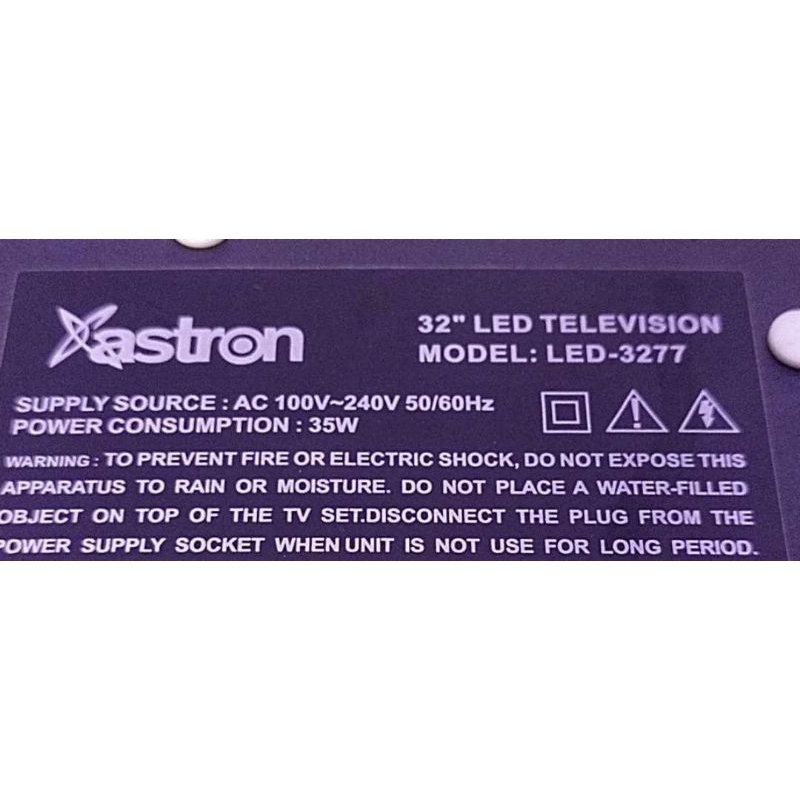 astron
32" LED TELEVISION
MODEL: LED-3277
SUPPLY SOURCE : AC 100V~240V 50/60Hz
POWER CONSUMPTION : 35W
WARNING : TO PREVENT FIRE OR ELECTRIC SHOCK, DO NOT EXPOSE THIS
APPARATUS TO RAIN OR MOISTURE. DO NOT PLACE A WATER-FILLED
OBJECT ON TOP OF THE TV SET.DISCONNECT THE PLUG FROM THE
POWER SUPPLY SOCKET WHEN UNIT IS NOT USE FOR LONG PERIOD.